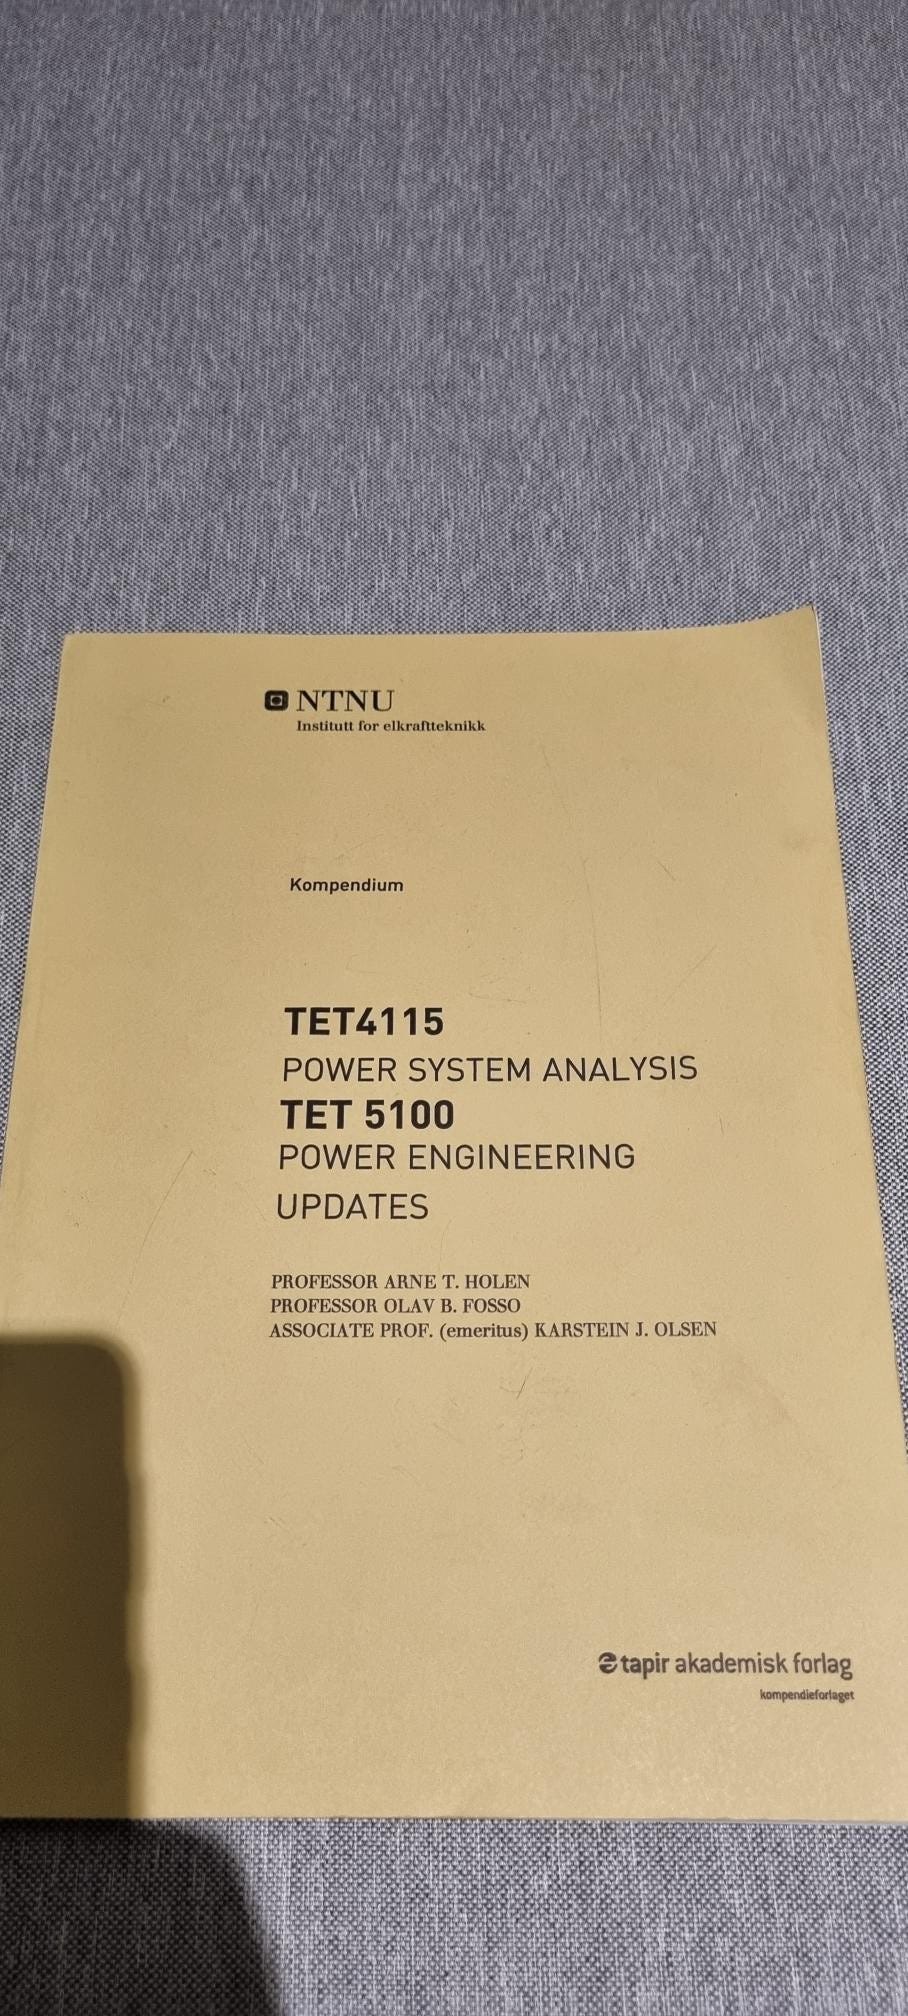 NTNU
Institutt for elkraftteknikk
Kompendium
TET4115
POWER SYSTEM ANALYSIS
TET 5100
POWER ENGINEERING
UPDATES
PROFESSOR ARNE T. HOLEN
PROFESSOR OLAV B. FOSSO
ASSOCIATE PROF. (emeritus) KARSTEIN J. OLSEN
tapir akademisk forlag
kompendieforlaget